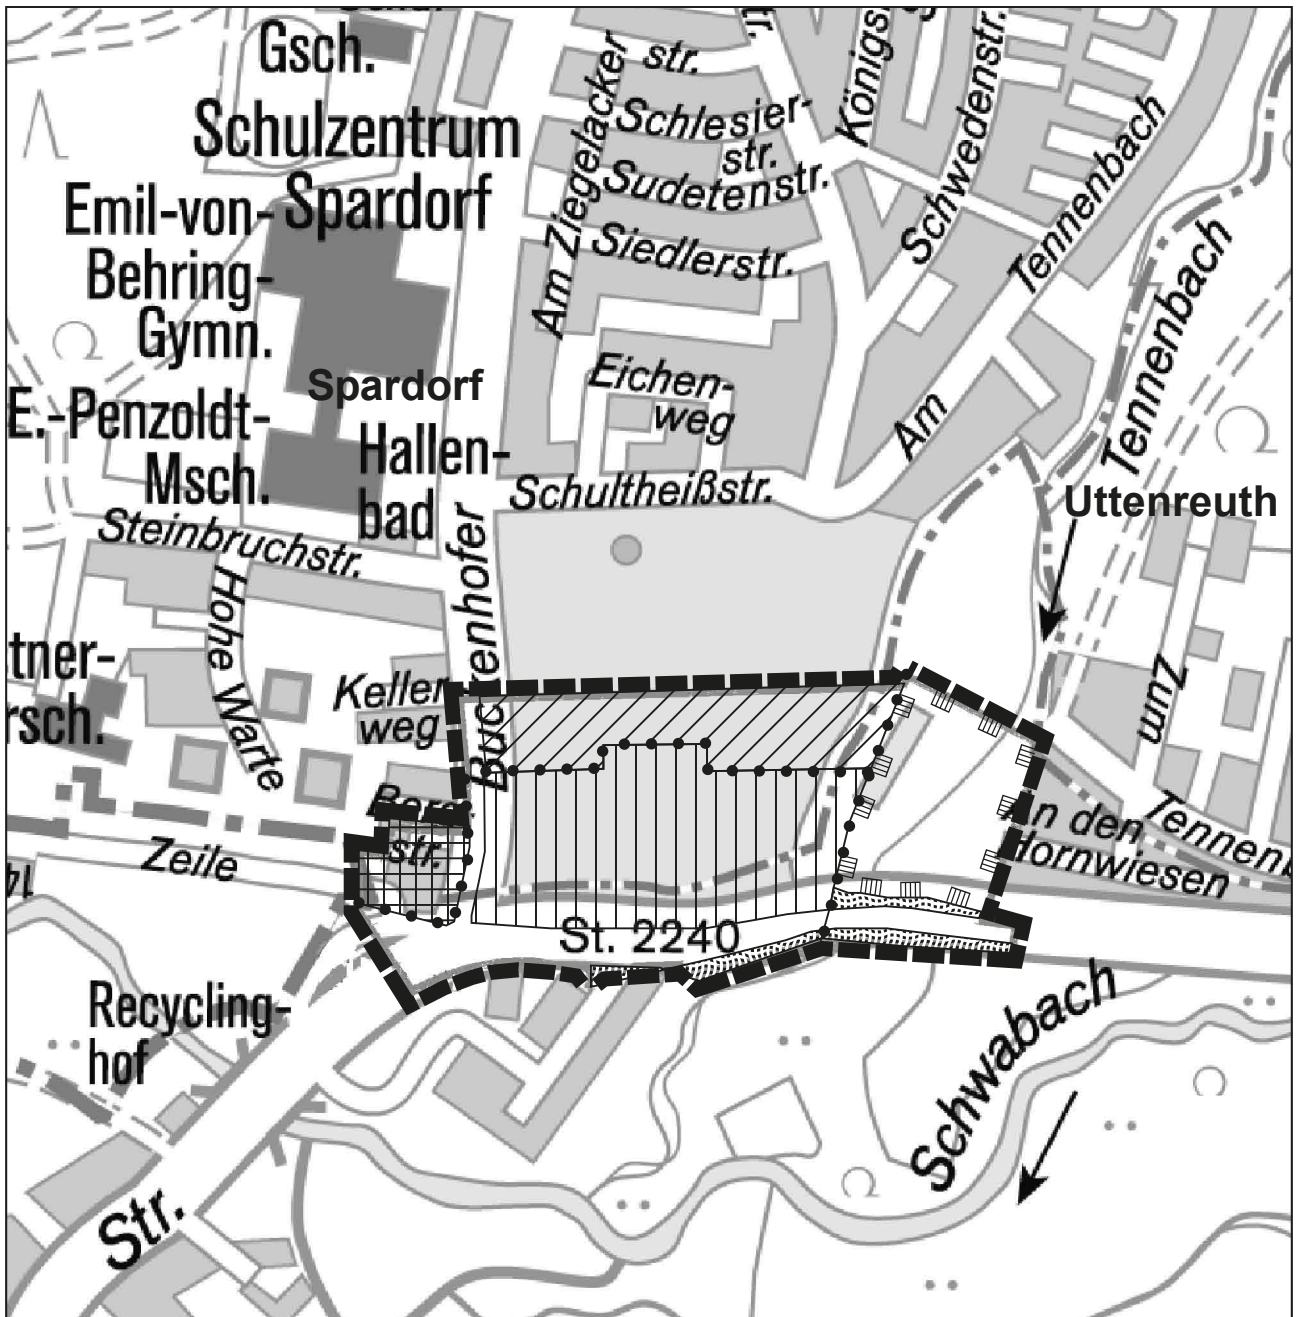 Gsch.
Schulzentrum
Spardorf
Emil-von-
Behring-
Gymn.
E.-Penzoldt-
Msch.
Spardorf
Hallen-
bad
str.
Schlesier-
str.
Sudetenstr.
Siedlerstr.
Am Ziegelacker
Eichen-
weg
Schultheißstr.
Schwedenstr.
Am
Tennenbach
Tennenbach
Uttenreuth
Steinbruchstr.
Hohe Warte
Keller
weg
str.
Zeile
Zum
An den
Hornwiesen
St. 2240
Recycling-
hof
Str.
Schwabach